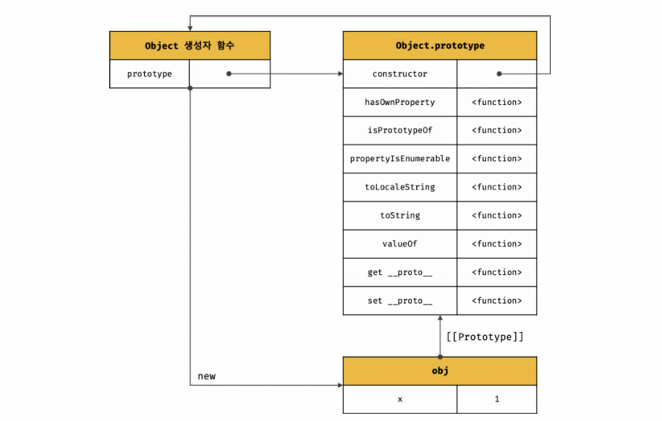 Object 생성자 함수
prototype
Object.prototype
constructor
hasOwnProperty <function>
isPrototypeOf <function>
propertyIsEnumerable <function>
toLocaleString <function>
toString <function>
valueOf <function>
get __proto__ <function>
set __proto__ <function>
[[Prototype]]
new
obj
x 1